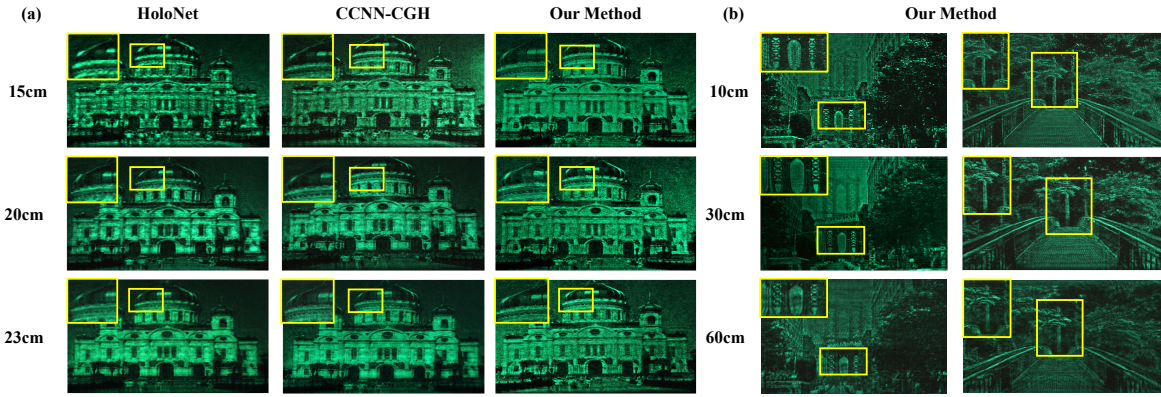 (a) HoloNet CCNN-CGH Our Method (b) Our Method
15cm 10cm
20cm 30cm
23cm 60cm